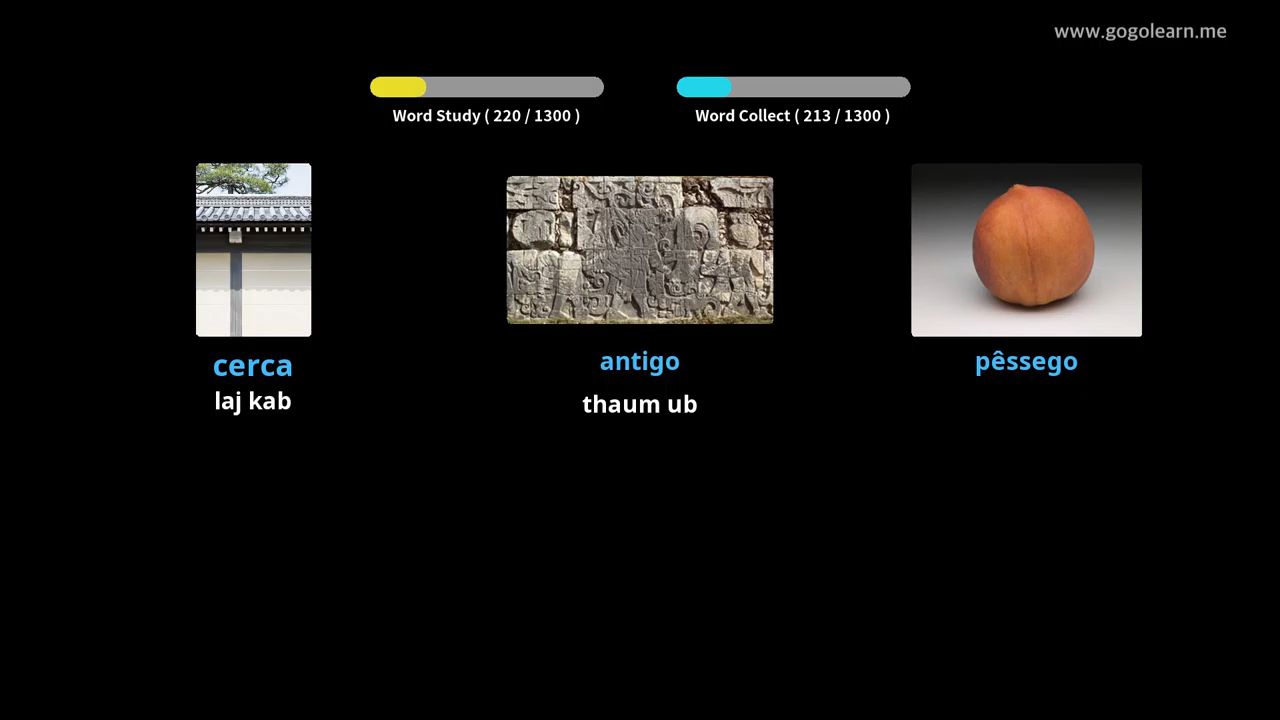 www.gogolearn.me
Word Study ( 220 / 1300 )
Word Collect ( 213 / 1300 )
cerca
laj kab
antigo
thaum ub
pêssego